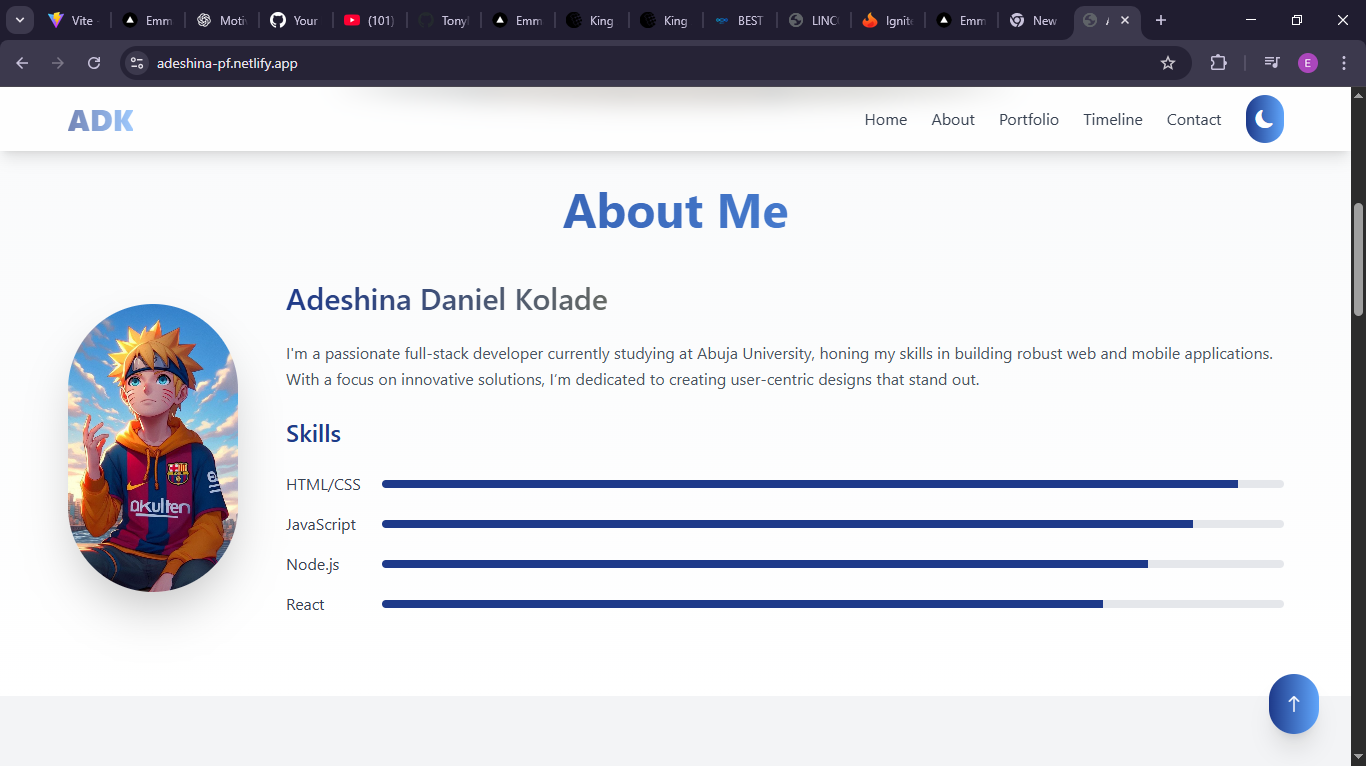 Vite
Emm
Motiv
Your
(101)
Tonyl
Emm
King
King
BEST
LINC
Ignite
Emm
New
adeshina-pf.netlify.app
E
ADK
Home
About
Portfolio
Timeline
Contact
About Me
Adeshina Daniel Kolade
I'm a passionate full-stack developer currently studying at Abuja University, honing my skills in building robust web and mobile applications.
With a focus on innovative solutions, I'm dedicated to creating user-centric designs that stand out.
Skills
HTML/CSS
JavaScript
Node.js
React